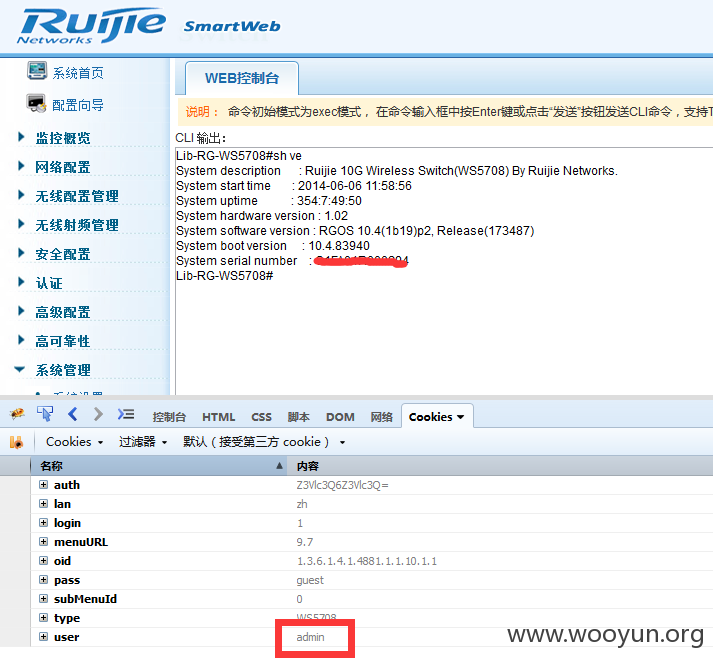 Ruijie
Networks
SmartWeb
系统首页
配置向导
监控概览
网络配置
无线配置管理
无线射频管理
安全配置
认证
高级配置
高可靠性
系统管理
WEB控制台
说明： 命令初始模式为exec模式， 在命令输入框中按Enter键或点击“发送”按钮发送CLI命令，支持T
CLI 输出：
Lib-RG-WS5708#sh ve
System description : Ruijie 10G Wireless Switch(WS5708) By Ruijie Networks.
System start time : 2014-06-06 11:58:56
System uptime : 354:7:49:50
System hardware version : 1.02
System software version : RGOS 10.4(1b19)p2, Release(173487)
System boot version : 10.4.83940
System serial number :
Lib-RG-WS5708#
控制台 HTML CSS 脚本 DOM 网络 Cookies
Cookies 过滤器 默认（接受第三方 cookie ）
名称 内容
auth Z3Vlc3Q6Z3Vlc3Q=
lan zh
login 1
menuURL 9.7
oid 1.3.6.1.4.1.4881.1.1.10.1.1
pass guest
subMenuId 0
type WS5708
user admin
www.wooyun.org